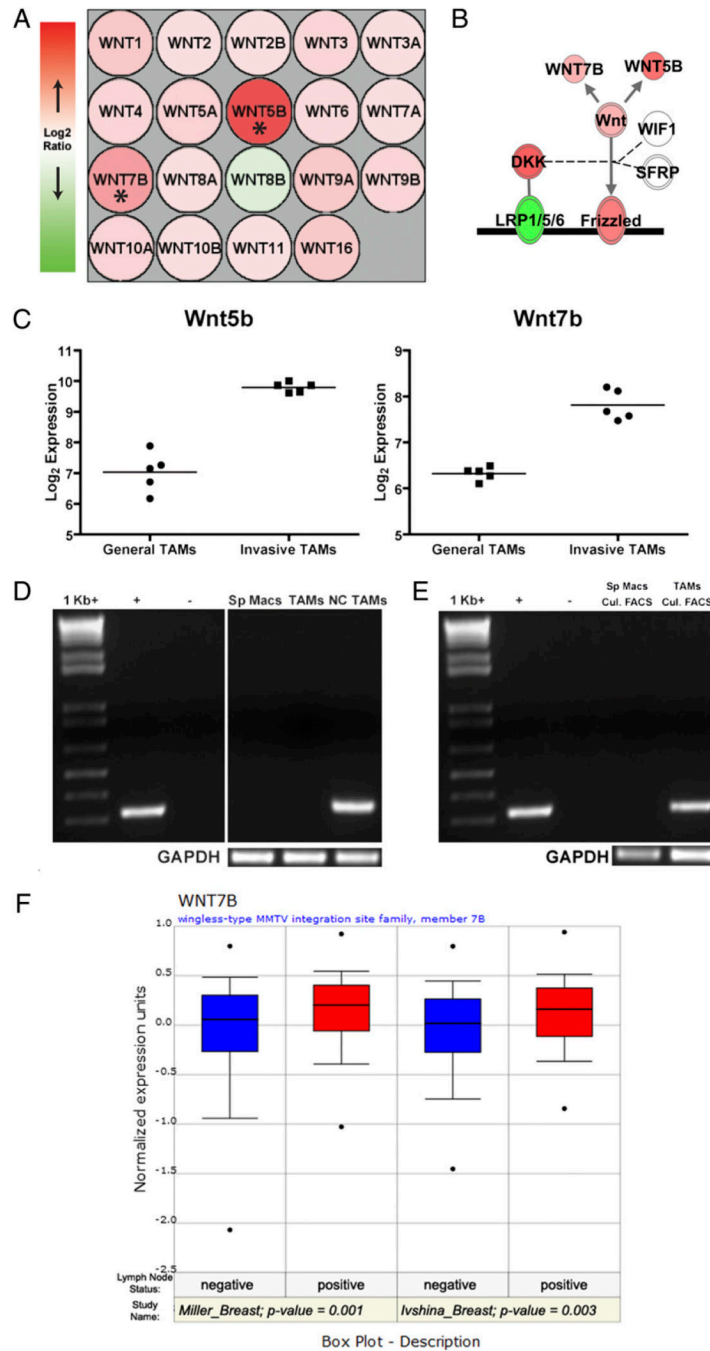 A
Log2
Ratio
WNT1 WNT2 WNT2B WNT3 WNT3A
WNT4 WNT5A WNT5B WNT6 WNT7A
*
WNT7B WNT8A WNT8B WNT9A WNT9B
*
WNT10A WNT10B WNT11 WNT16
B
WNT7B WNT5B
Wnt
WIF1
DKK
SFRP
LRP1/5/6 Frizzled
C
Wnt5b
Log2 Expression
11
10
9
8
7
6
5
General TAMs Invasive TAMs
Wnt7b
Log2 Expression
9
8
7
6
5
General TAMs Invasive TAMs
D
1 Kb+ + - Sp Macs TAMs NC TAMs
GAPDH
E
Sp Macs TAMs
1 Kb+ + - Cul. FACS Cul. FACS
GAPDH
F
WNT7B
wingless-type MMTV integration site family, member 7B
Normalized expression units
1.0
0.5
0.0
-0.5
-1.0
-1.5
-2.0
-2.5
Lymph Node
Status:
negative positive negative positive
Study
Name:
Miller_Breast; p-value = 0.001 Ivshina_Breast; p-value = 0.003
Box Plot - Description